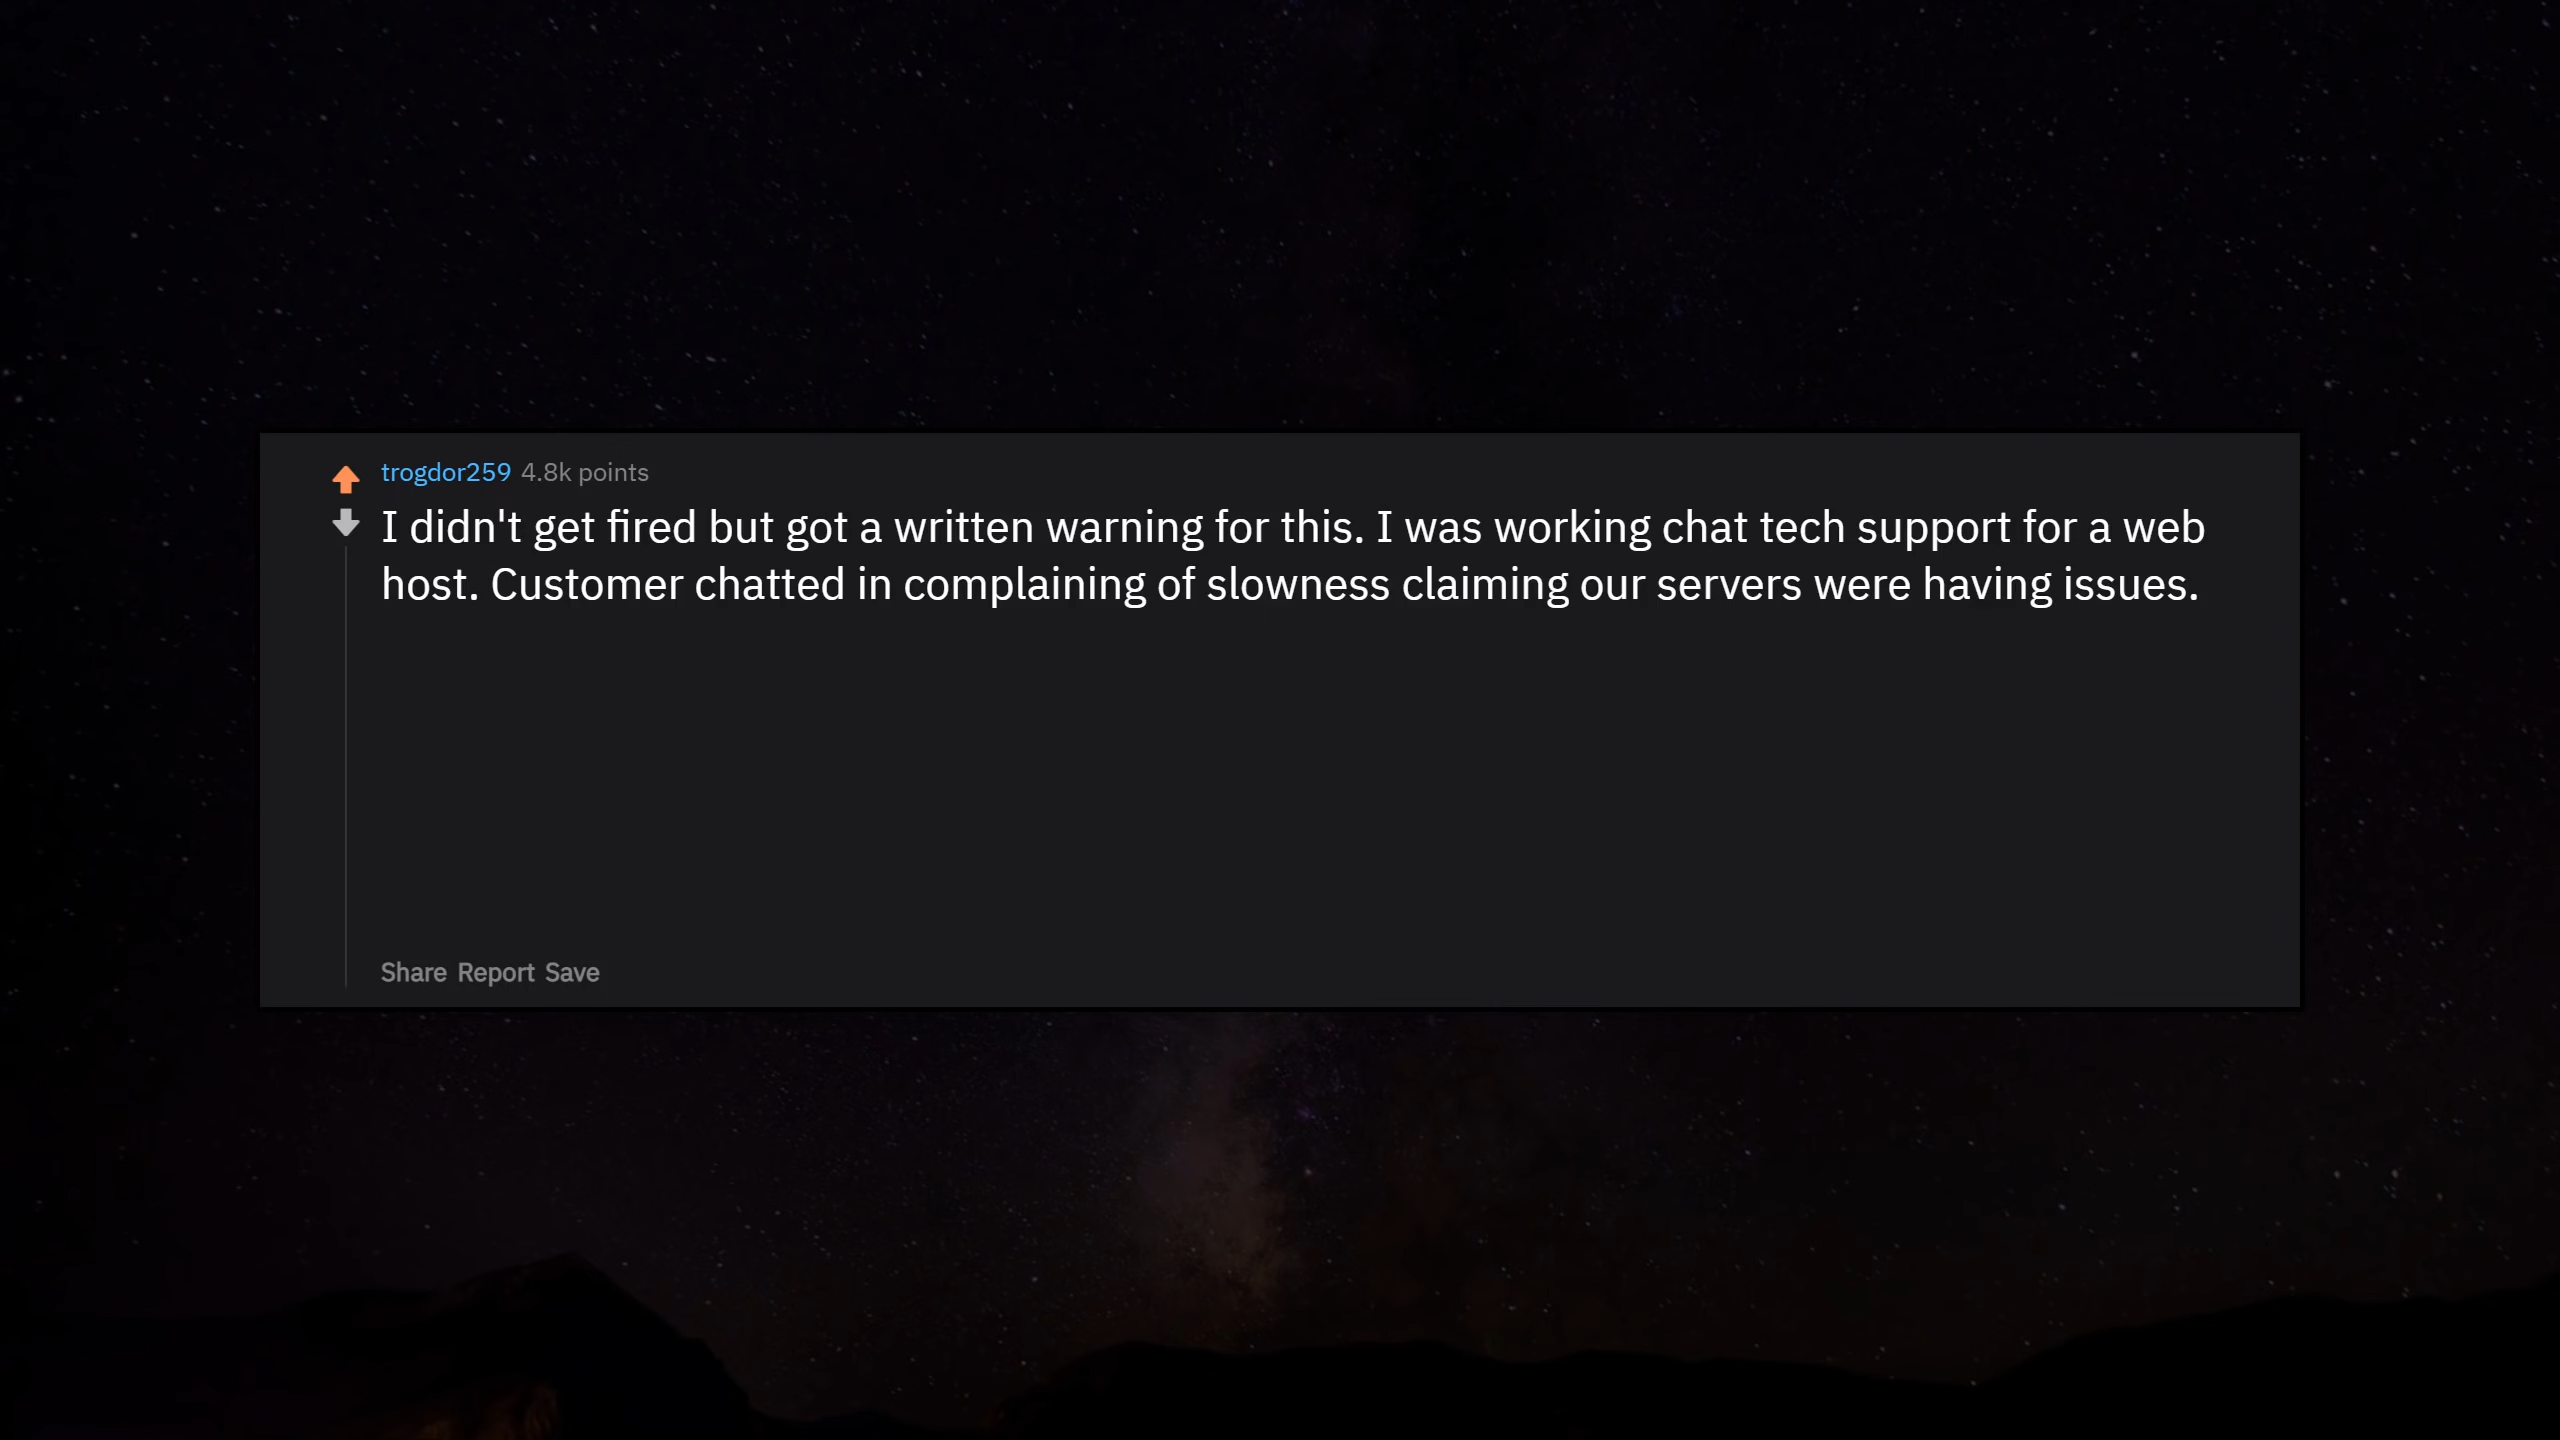 trogdor259 4.8k points
I didn't get fired but got a written warning for this. I was working chat tech support for a web
host. Customer chatted in complaining of slowness claiming our servers were having issues.
Share Report Save